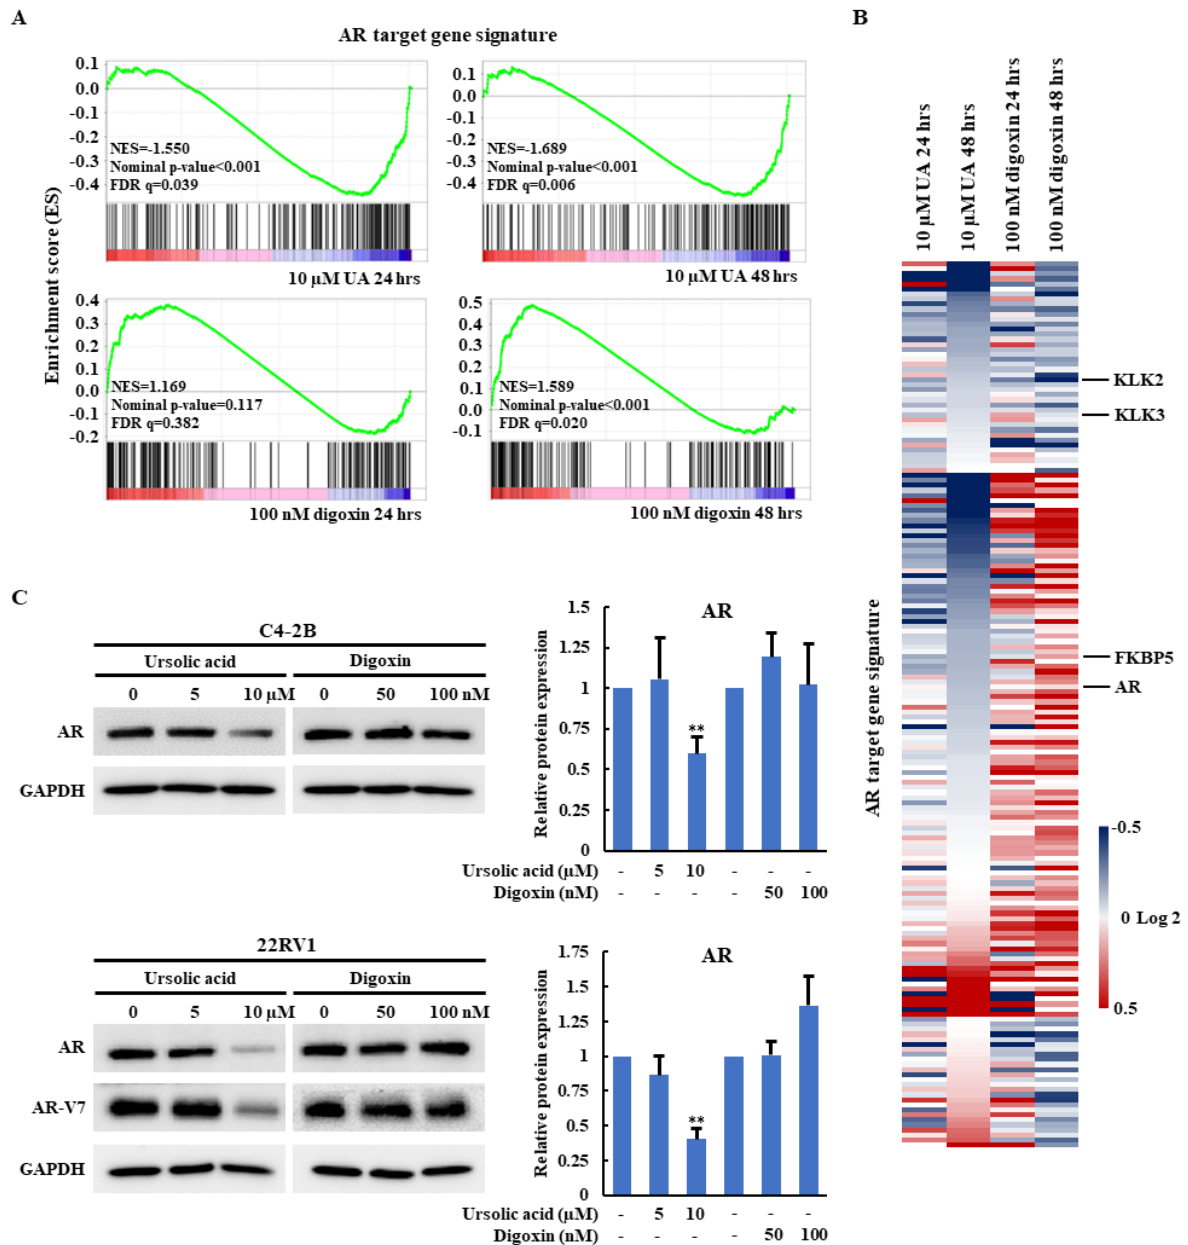 A
AR target gene signature
Enrichment score (ES)
0.1
0.0
-0.1
-0.2
-0.3
-0.4
NES=-1.550
Nominal p-value<0.001
FDR q=0.039
10 µM UA 24 hrs
0.1
0.0
-0.1
-0.2
-0.3
-0.4
NES=-1.689
Nominal p-value<0.001
FDR q=0.006
10 µM UA 48 hrs
0.4
0.3
0.2
0.1
0.0
-0.1
-0.2
NES=1.169
Nominal p-value=0.117
FDR q=0.382
100 nM digoxin 24 hrs
0.5
0.4
0.3
0.2
0.1
0.0
-0.1
NES=1.589
Nominal p-value<0.001
FDR q=0.020
100 nM digoxin 48 hrs
B
10 µM UA 24 hrs
10 µM UA 48 hrs
100 nM digoxin 24 hrs
100 nM digoxin 48 hrs
KLK2
KLK3
FKBP5
AR
AR target gene signature
-0.5
0 Log 2
0.5
C
C4-2B
Ursolic acid Digoxin
0 5 10 µM 0 50 100 nM
AR
GAPDH
AR
Relative protein expression
1.5
1.25
1
0.75
0.5
0.25
0
**
Ursolic acid (µM) - 5 10 - - -
Digoxin (nM) - - - - 50 100
22RV1
Ursolic acid Digoxin
0 5 10 µM 0 50 100 nM
AR
AR-V7
GAPDH
AR
Relative protein expression
1.75
1.5
1.25
1
0.75
0.5
0.25
0
**
Ursolic acid (µM) - 5 10 - - -
Digoxin (nM) - - - - 50 100